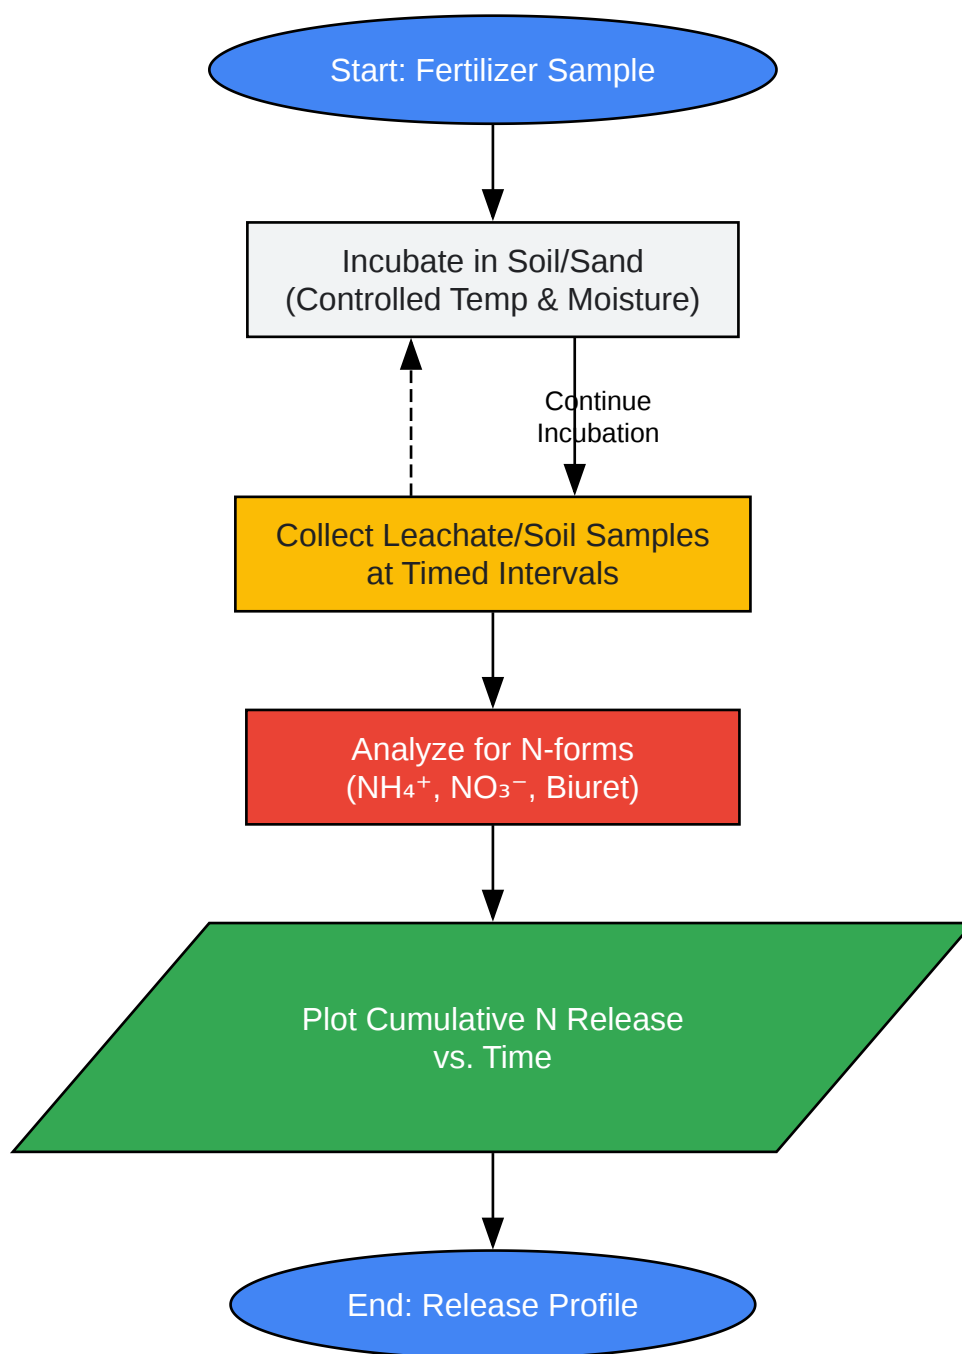 Start: Fertilizer Sample
Incubate in Soil/Sand
(Controlled Temp & Moisture)
Continue
Incubation
Collect Leachate/Soil Samples
at Timed Intervals
Analyze for N-forms
(NH₄⁺, NO₃⁻, Biuret)
Plot Cumulative N Release
vs. Time
End: Release Profile